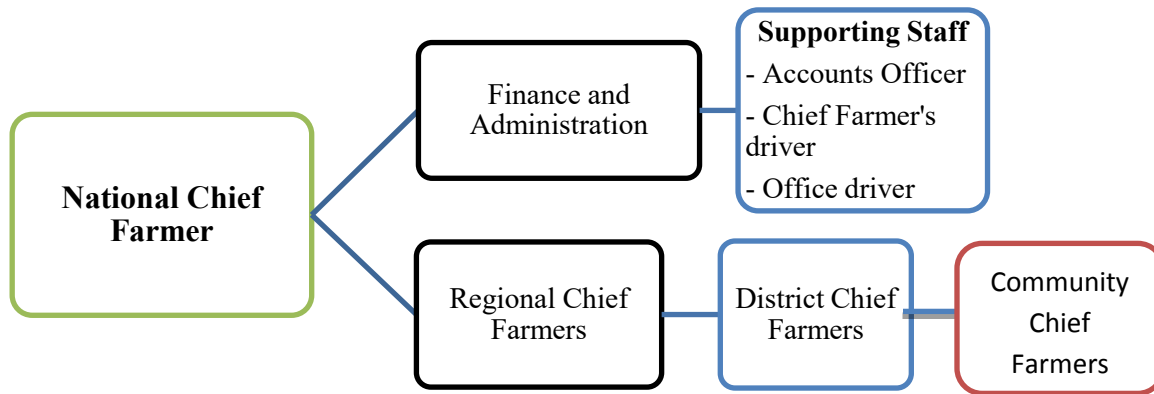 National Chief
Farmer
Finance and
Administration
Supporting Staff
- Accounts Officer
- Chief Farmer's
driver
- Office driver
Regional Chief
Farmers
District Chief
Farmers
Community
Chief
Farmers